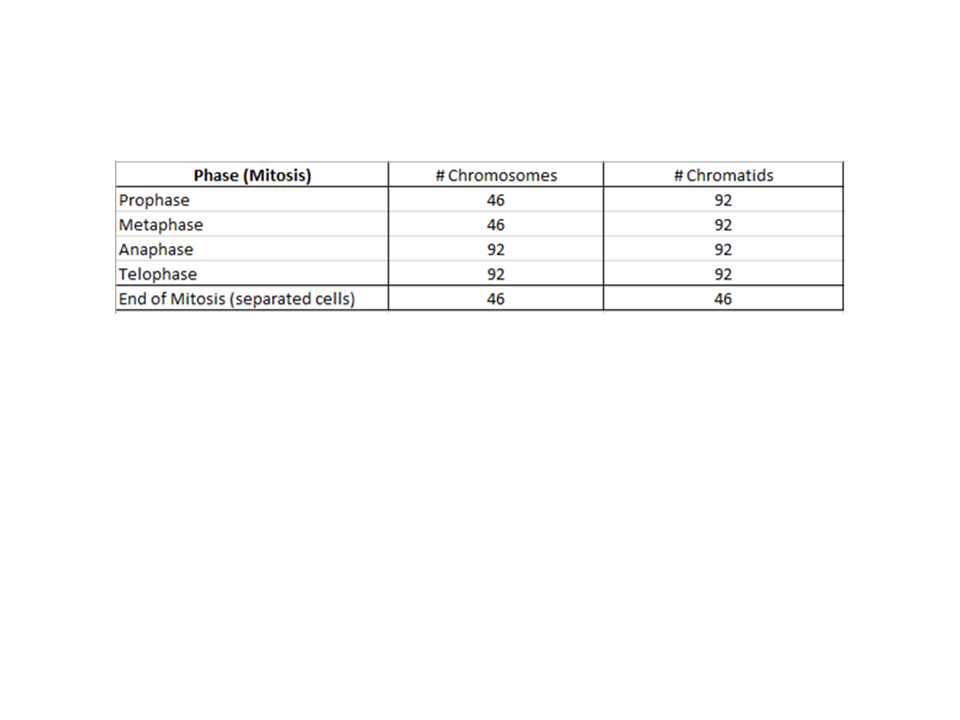 Phase (Mitosis) # Chromosomes # Chromatids
Prophase 46 92
Metaphase 46 92
Anaphase 92 92
Telophase 92 92
End of Mitosis (separated cells) 46 46